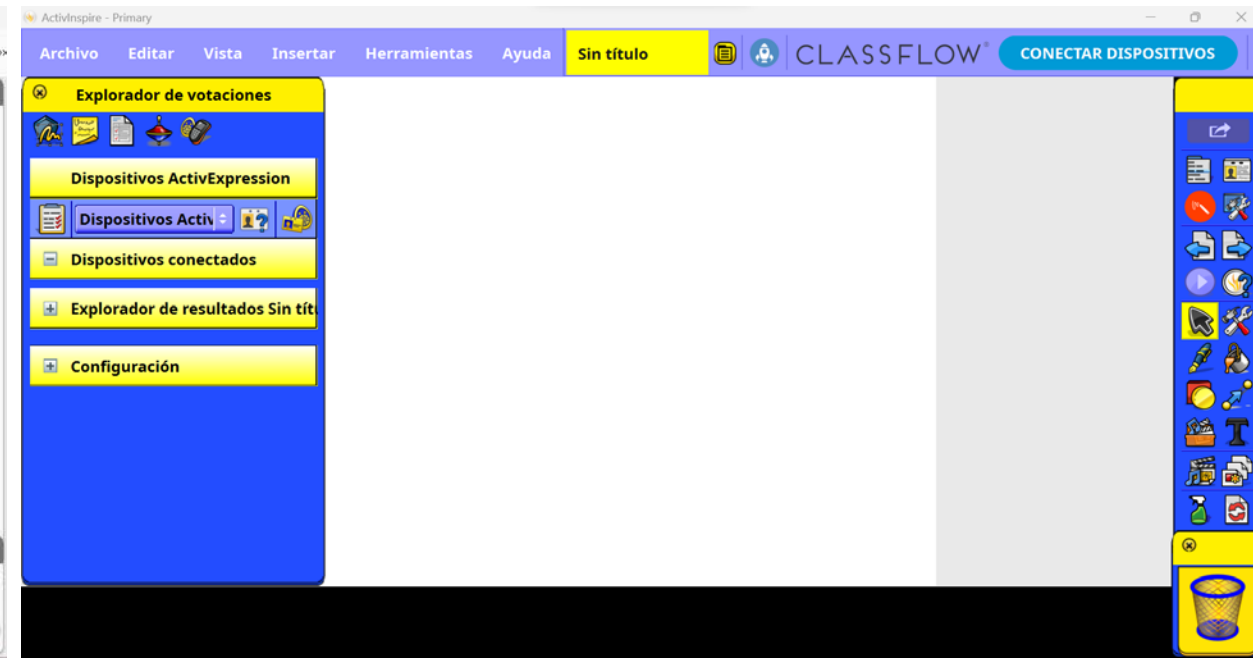 ActivInspire - Primary
Archivo Editar Vista Insertar Herramientas Ayuda Sin título CLASSFLOW® CONECTAR DISPOSITIVOS
Explorador de votaciones
Dispositivos ActivExpression
Dispositivos Activ
Dispositivos conectados
Explorador de resultados Sin títu
Configuración